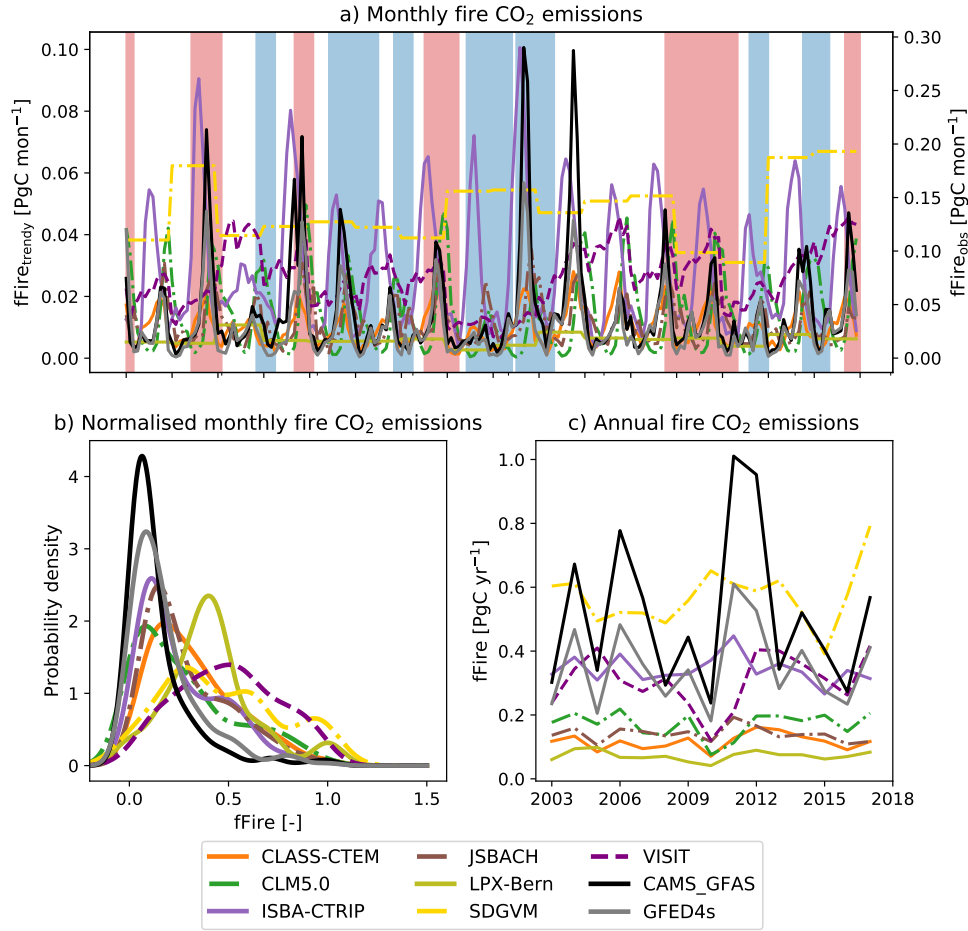 a) Monthly fire CO₂ emissions
fFire_trendy [PgC mon⁻¹]
0.10
0.08
0.06
0.04
0.02
0.00
0.30
0.25
0.20
0.15
0.10
0.05
0.00
fFire_obs [PgC mon⁻¹]
b) Normalised monthly fire CO₂ emissions
Probability density
4
3
2
1
0
0.0 0.5 1.0 1.5
fFire [-]
c) Annual fire CO₂ emissions
fFire [PgC yr⁻¹]
1.0
0.8
0.6
0.4
0.2
0.0
2003 2006 2009 2012 2015 2018
CLASS-CTEM
CLM5.0
ISBA-CTRIP
JSBACH
LPX-Bern
SDGVM
VISIT
CAMS_GFAS
GFED4s